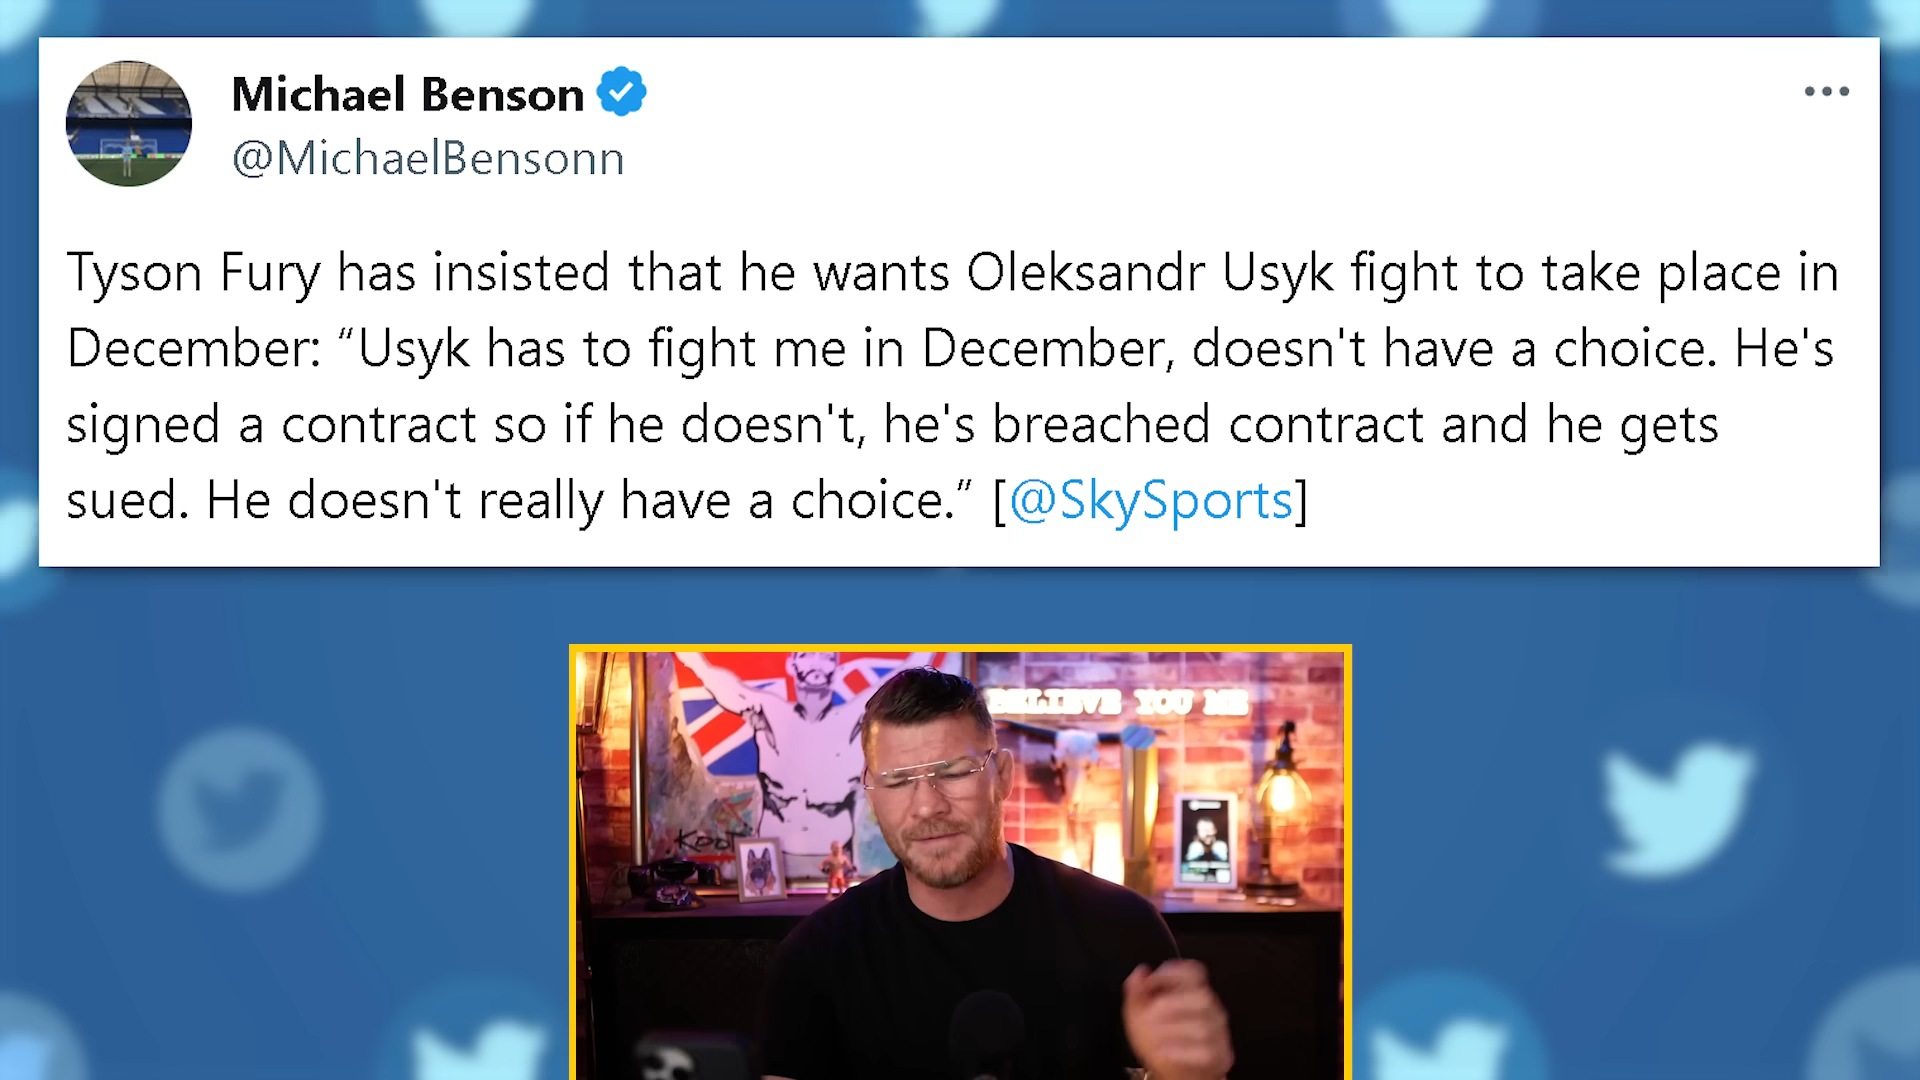 Michael Benson
@MichaelBensonn
Tyson Fury has insisted that he wants Oleksandr Usyk fight to take place in
December: “Usyk has to fight me in December, doesn't have a choice. He's
signed a contract so if he doesn't, he's breached contract and he gets
sued. He doesn't really have a choice.” [@SkySports]
BELIEVE YOU ME